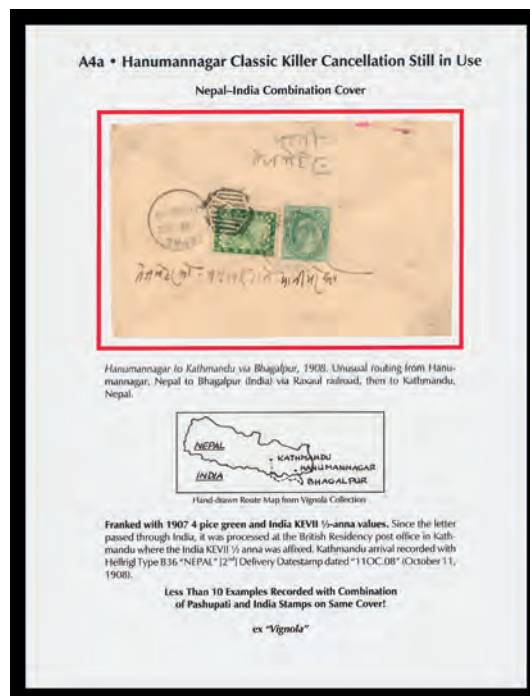 A4a • Hanumannagar Classic Killer Cancellation Still in Use
Nepal–India Combination Cover
Hanumannagar to Kathmandu via Bhagalpur, 1908. Unusual routing from Hanu-
mannagar, Nepal to Bhagalpur (India) via Raxaul railroad, then to Kathmandu,
Nepal.
NEPAL
KATHMANDU
HANUMANNAGAR
INDIA
BHAGALPUR
Hand-drawn Route Map from Vignola Collection
Franked with 1907 4 pice green and India KEVII ½-anna values. Since the letter
passed through India, it was processed at the British Residency post office in Kath-
mandu where the India KEVII ½ anna was affixed. Kathmandu arrival recorded with
Hellrigl Type B36 “NEPAL” [2nd] Delivery Datestamp dated “11OC.08” (October 11,
1908).
Less Than 10 Examples Recorded with Combination
of Pashupati and India Stamps on Same Cover!
ex “Vignola”